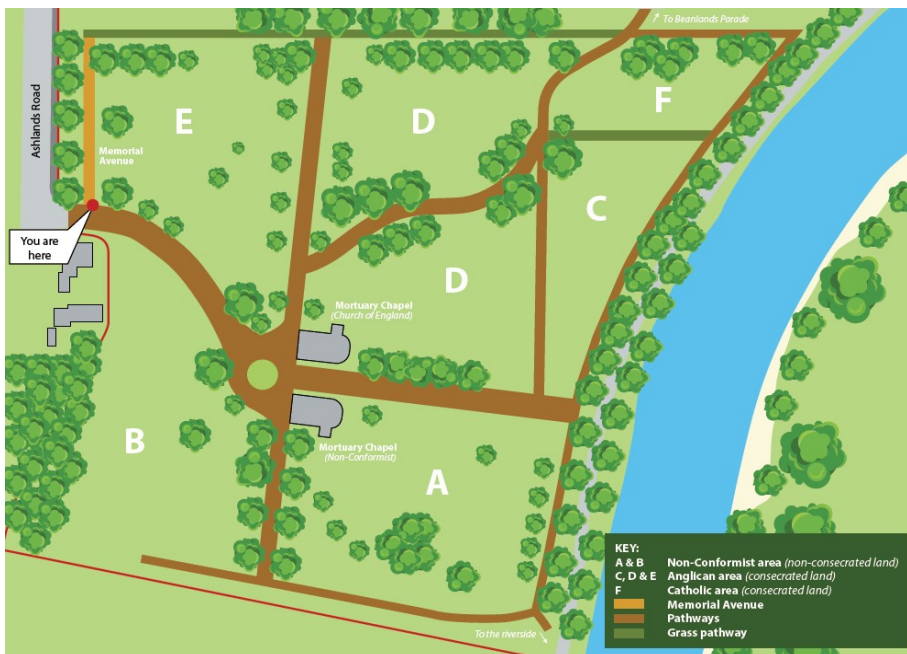 To Beanlands Parade
Ashlands Road
E
D
F
Memorial
Avenue
C
You are
here
D
Mortuary Chapel
(Church of England)
B
Mortuary Chapel
(Non-Conformist)
A
KEY:
A & B Non-Conformist area (non-consecrated land)
C, D & E Anglican area (consecrated land)
F Catholic area (consecrated land)
Memorial Avenue
Pathways
Grass pathway
To the riverside